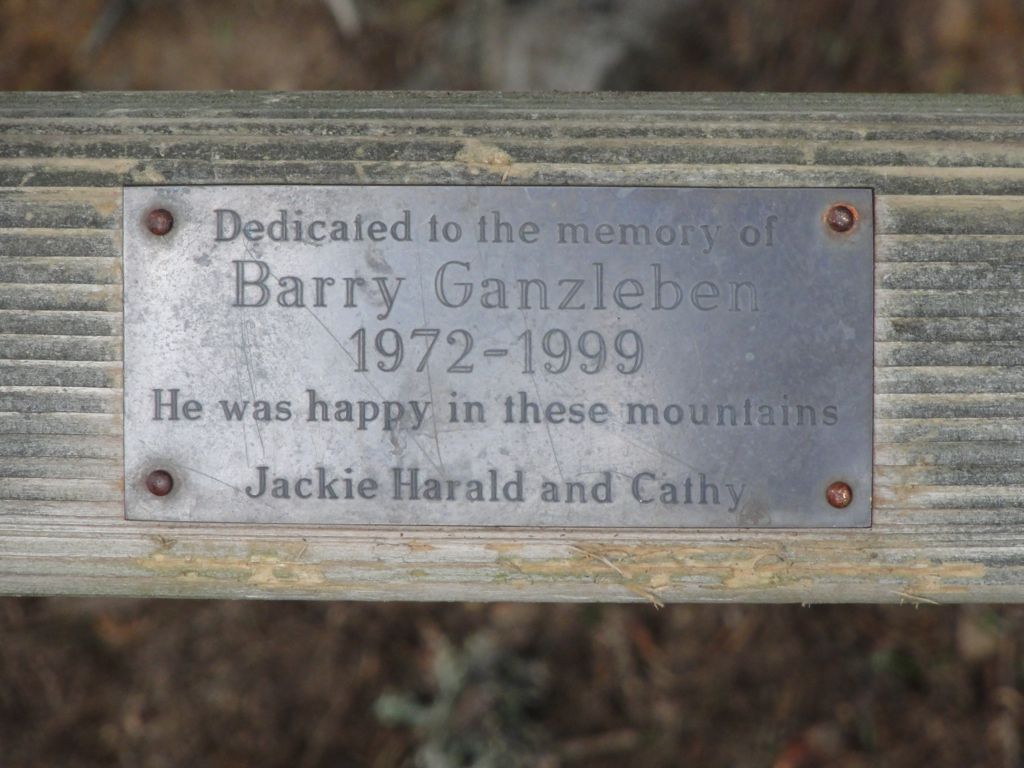 Dedicated to the memory of
Barry Ganzleben
1972-1999
He was happy in these mountains
Jackie Harald and Cathy